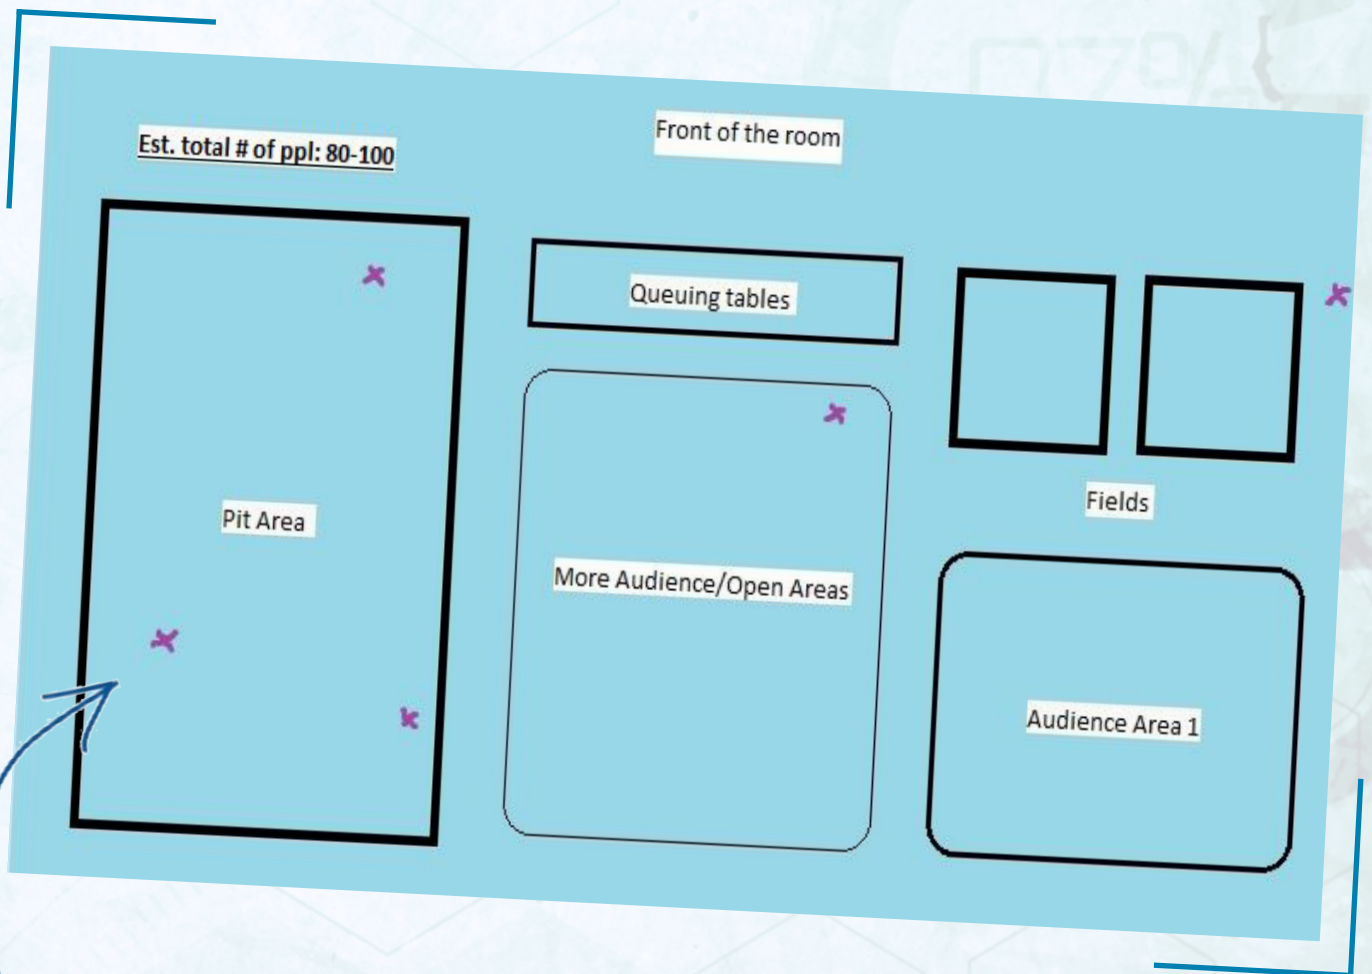 Est. total # of ppl: 80-100
Front of the room
Queuing tables
Pit Area
Fields
More Audience/Open Areas
Audience Area 1